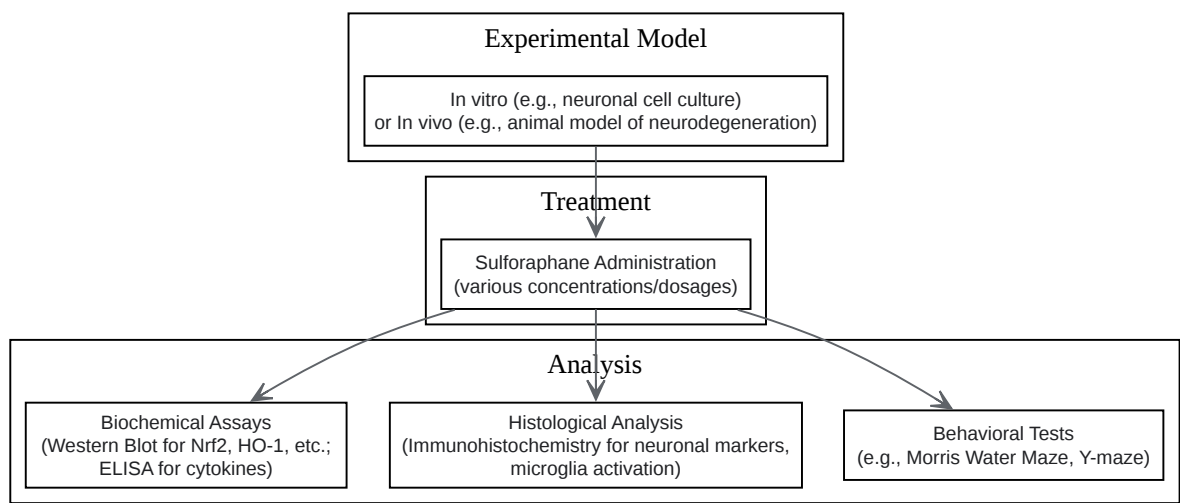 Experimental Model
In vitro (e.g., neuronal cell culture)
or In vivo (e.g., animal model of neurodegeneration)
Treatment
Sulforaphane Administration
(various concentrations/dosages)
Analysis
Biochemical Assays
(Western Blot for Nrf2, HO-1, etc.;
ELISA for cytokines)
Histological Analysis
(Immunohistochemistry for neuronal markers,
microglia activation)
Behavioral Tests
(e.g., Morris Water Maze, Y-maze)